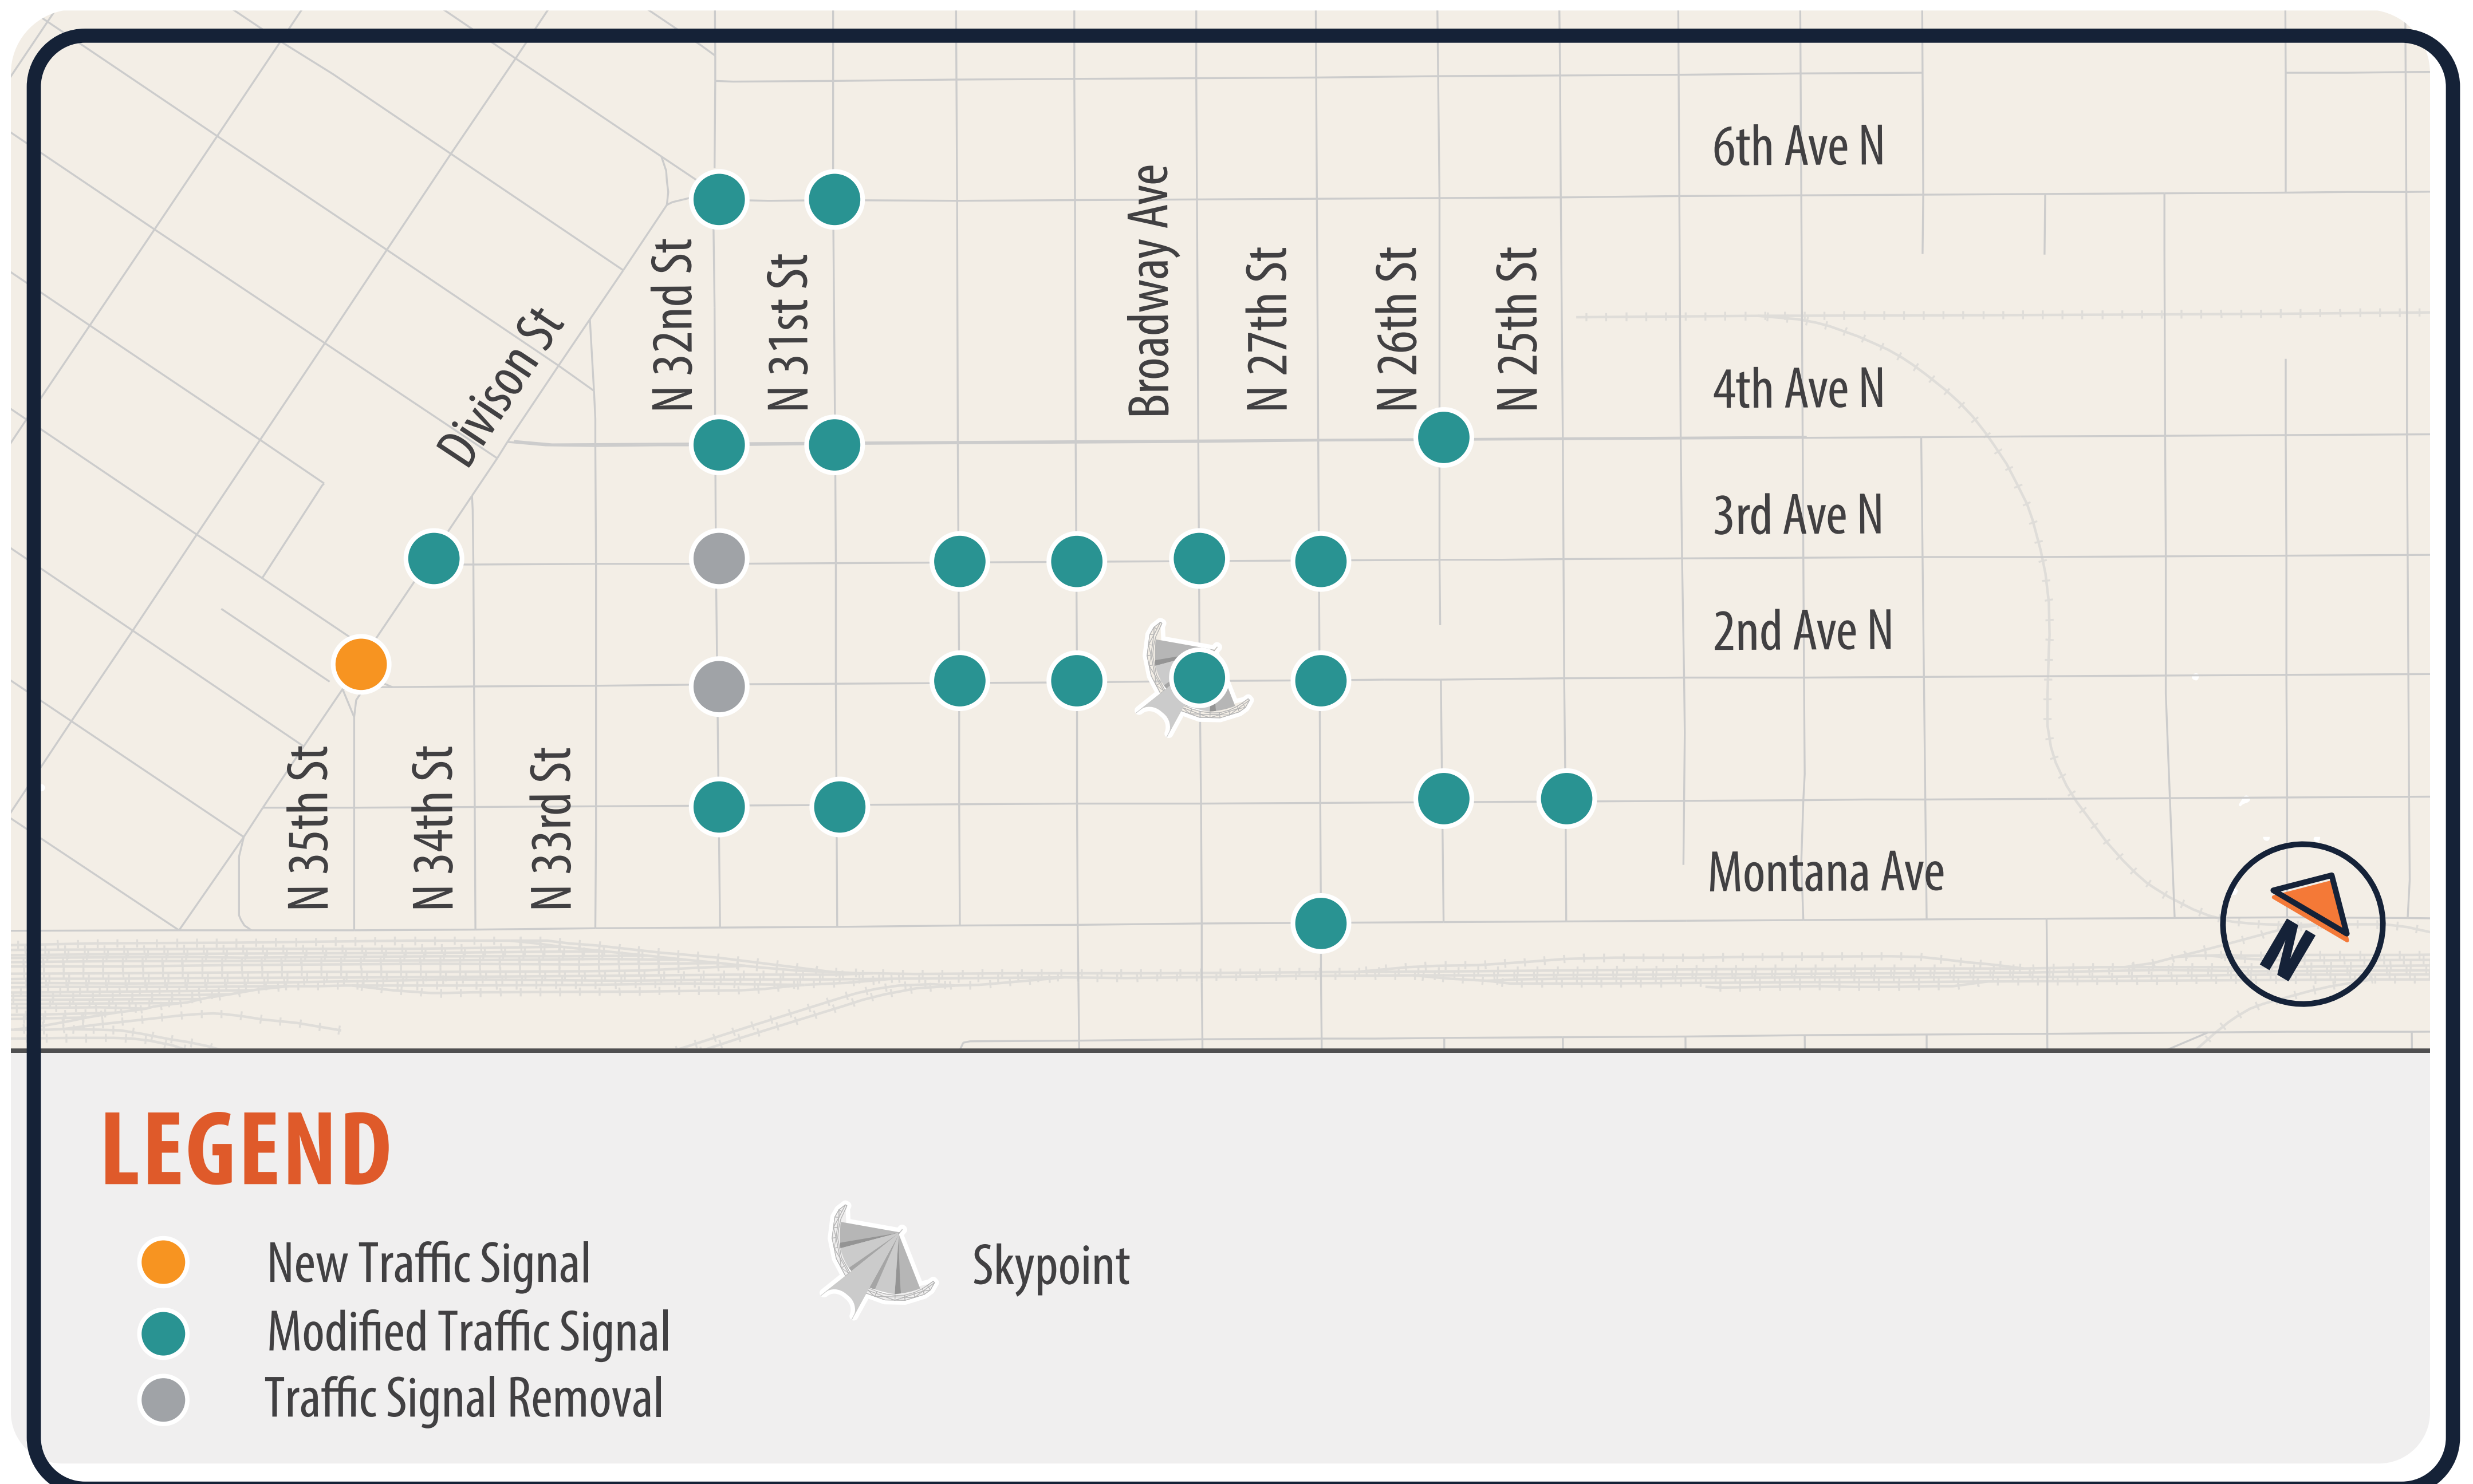 6th Ave N
Broadway Ave
N 32nd St
N 31st St
N 27th St
N 26th St
N 25th St
Divison St
4th Ave N
3rd Ave N
2nd Ave N
N 35th St
N 34th St
N 33rd St
Montana Ave
N
LEGEND
New Traffic Signal
Skypoint
Modified Traffic Signal
Traffic Signal Removal